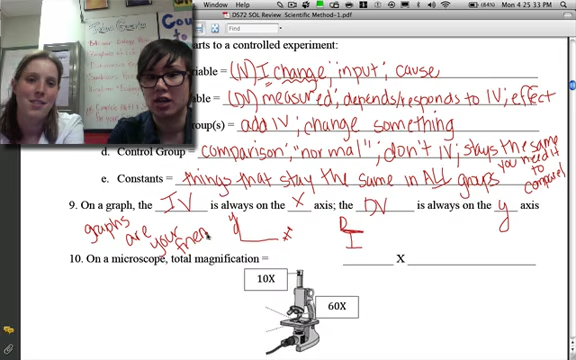 DS72 SOL Review: Scientific Method-1.pdf
(84%) Mon Apr 4 25 33 pm
Find
arts to a controlled experiment:
riable = (IV) I change; input; cause
able = (DV) measured; depends/responds to IV; effect
roup(s) = add IV; change something
d. Control Group = comparison; "normal"; don't IV; stays the same you need it to compare!
e. Constants = things that stay the same in ALL groups
9. On a graph, the IV is always on the X axis; the DV is always on the y axis
graphs are your frien
y
x
D
I
10. On a microscope, total magnification = X
10X
60X